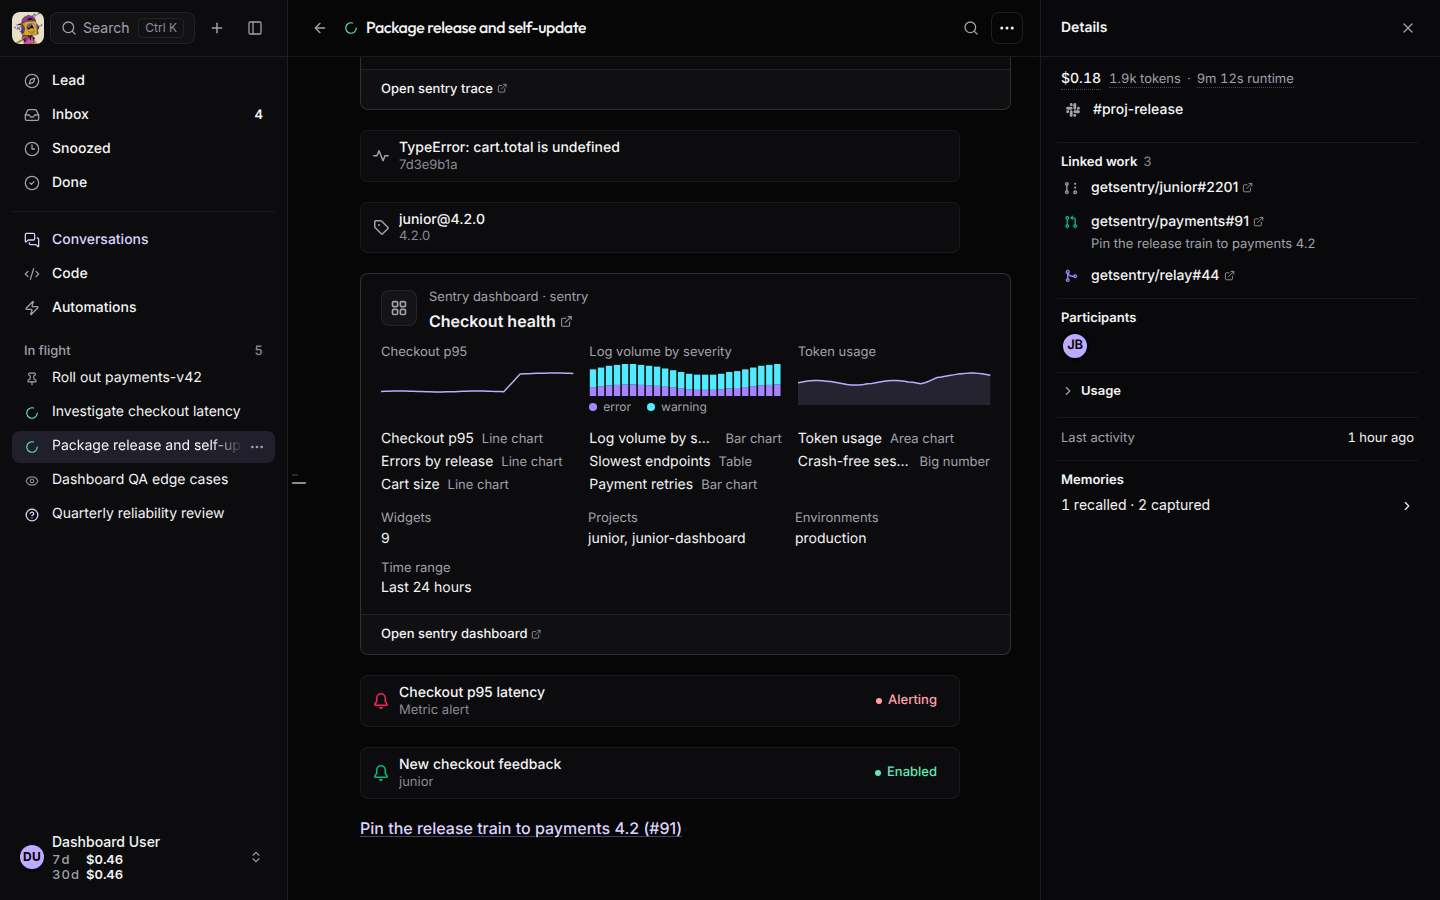 Search Ctrl K
Lead
Inbox 4
Snoozed
Done
Conversations
Code
Automations
In flight 5
Roll out payments-v42
Investigate checkout latency
Package release and self-up
Dashboard QA edge cases
Quarterly reliability review
DU
Dashboard User
7d $0.46
30d $0.46
Package release and self-update
Open sentry trace
TypeError: cart.total is undefined
7d3e9b1a
junior@4.2.0
4.2.0
Sentry dashboard · sentry
Checkout health
Checkout p95
Log volume by severity
error warning
Token usage
Checkout p95 Line chart
Log volume by s... Bar chart
Token usage Area chart
Errors by release Line chart
Slowest endpoints Table
Crash-free ses... Big number
Cart size Line chart
Payment retries Bar chart
Widgets
9
Projects
junior, junior-dashboard
Environments
production
Time range
Last 24 hours
Open sentry dashboard
Checkout p95 latency
Metric alert
Alerting
New checkout feedback
junior
Enabled
Pin the release train to payments 4.2 (#91)
Details
$0.18 1.9k tokens · 9m 12s runtime
#proj-release
Linked work 3
getsentry/junior#2201
getsentry/payments#91
Pin the release train to payments 4.2
getsentry/relay#44
Participants
JB
Usage
Last activity 1 hour ago
Memories
1 recalled · 2 captured